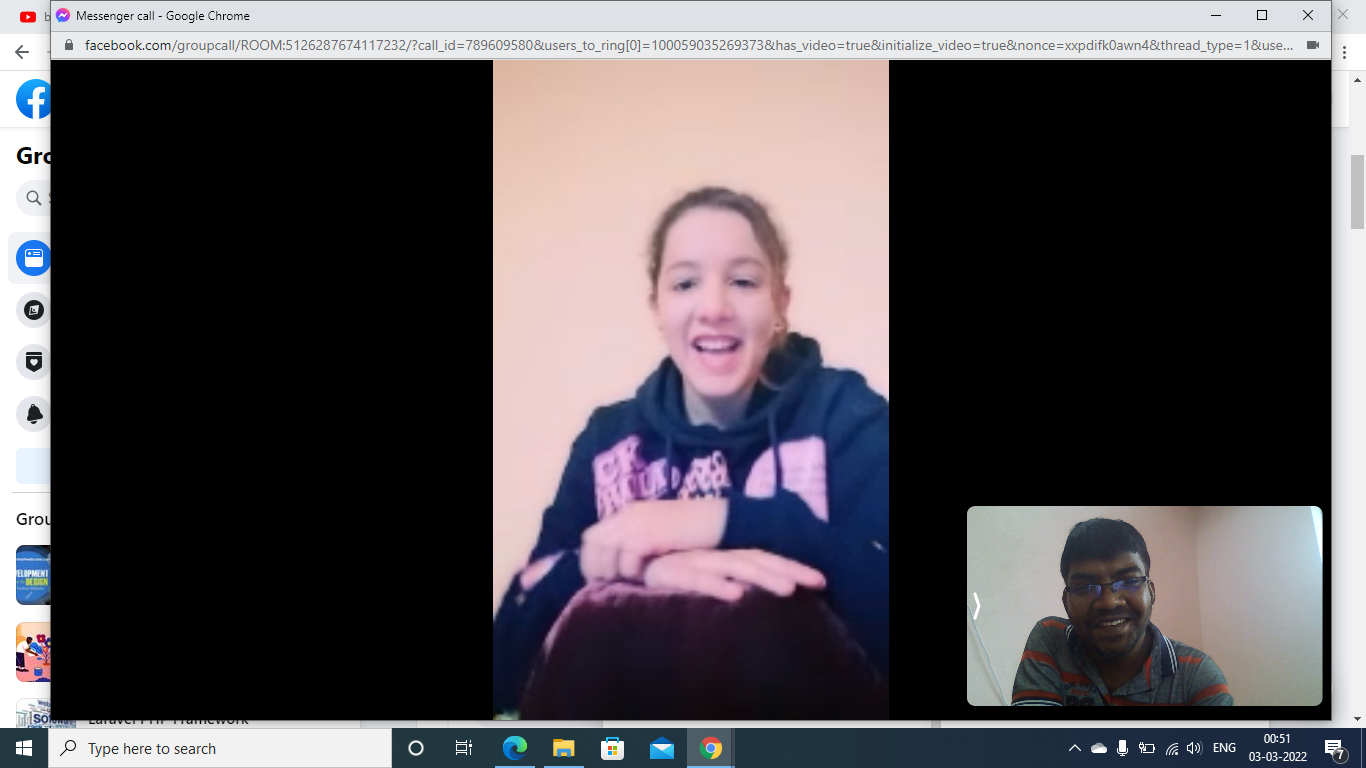 Messenger call - Google Chrome
facebook.com/groupcall/ROOM:5126287674117232/?call_id=789609580&users_to_ring[0]=100059035269373&has_video=true&initialize_video=true&nonce=xxpdifk0awn4&thread_type=1&use...
Gro
Grou
VELOPMENT
DESIGN
Laravel PHP Framework
Type here to search
ENG
00:51
03-03-2022
7